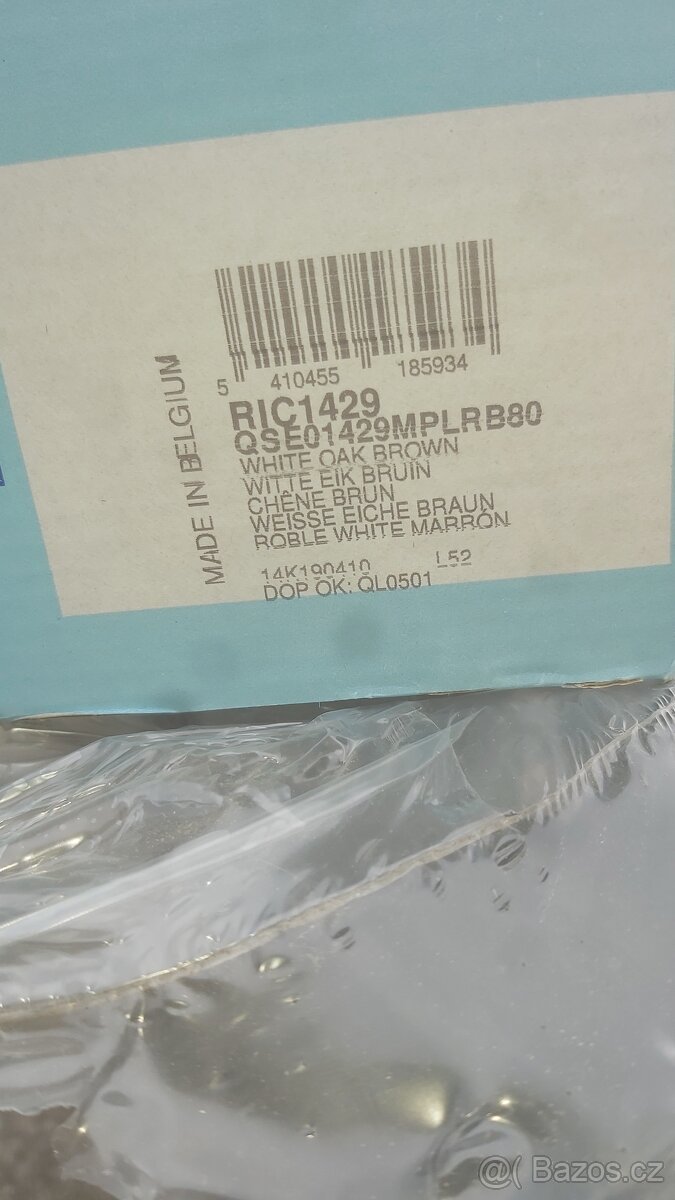 MADE IN BELGIUM
5 410455 185934
RIC1429
QSE01429MPLRB80
WHITE OAK BROWN
WITTE EIK BRUIN
CHÊNE BRUN
WEISSE EICHE BRAUN
ROBLE WHITE MARRÓN
14K190410 L52
DOP OK: QL0501
@( Bazos.cz